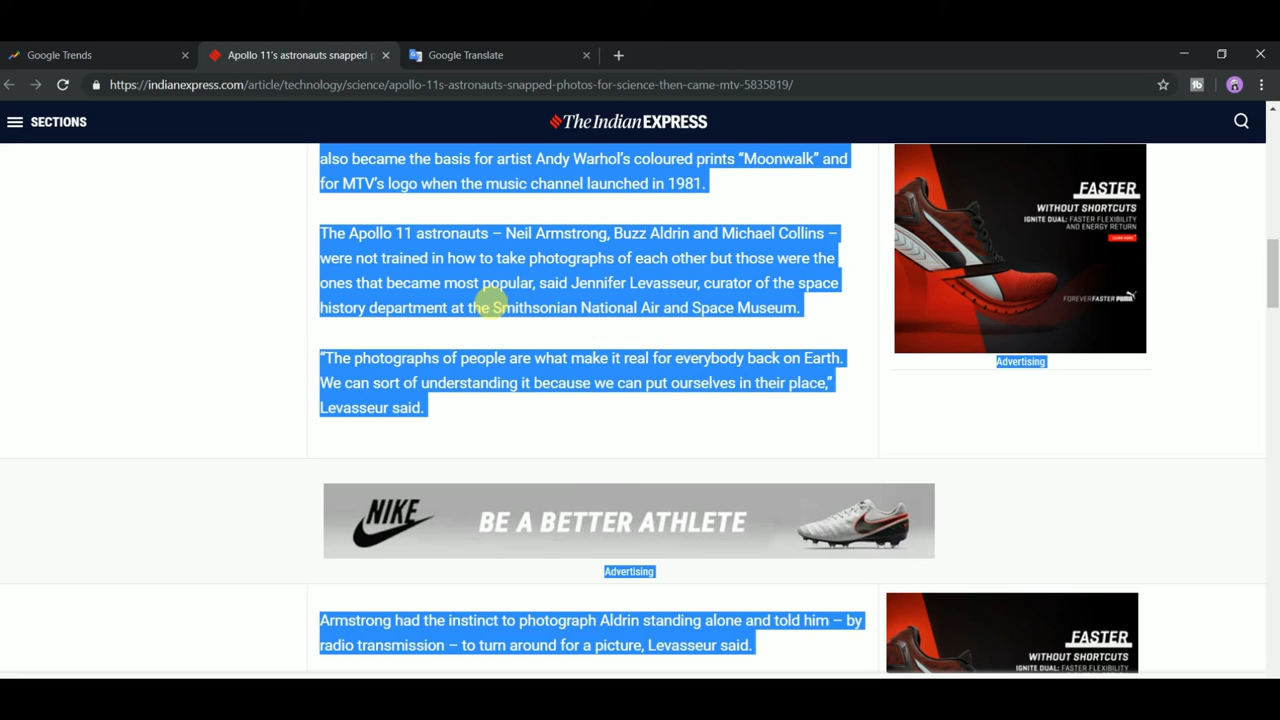 Google Trends
Apollo 11's astronauts snapped p
Google Translate
https://indianexpress.com/article/technology/science/apollo-11s-astronauts-snapped-photos-for-science-then-came-mtv-5835819/
SECTIONS
The Indian EXPRESS
also became the basis for artist Andy Warhol's coloured prints “Moonwalk” and
for MTV's logo when the music channel launched in 1981.
The Apollo 11 astronauts – Neil Armstrong, Buzz Aldrin and Michael Collins –
were not trained in how to take photographs of each other but those were the
ones that became most popular, said Jennifer Levasseur, curator of the space
history department at the Smithsonian National Air and Space Museum.
“The photographs of people are what make it real for everybody back on Earth.
We can sort of understanding it because we can put ourselves in their place,”
Levasseur said.
FASTER
WITHOUT SHORTCUTS
IGNITE DUAL: FASTER FLEXIBILITY
AND ENERGY RETURN
LEARN MORE
FOREVERFASTER PUMA
Advertising
NIKE
BE A BETTER ATHLETE
Advertising
Armstrong had the instinct to photograph Aldrin standing alone and told him – by
radio transmission – to turn around for a picture, Levasseur said.
FASTER
WITHOUT SHORTCUTS
IGNITE DUAL: FASTER FLEXIBILITY